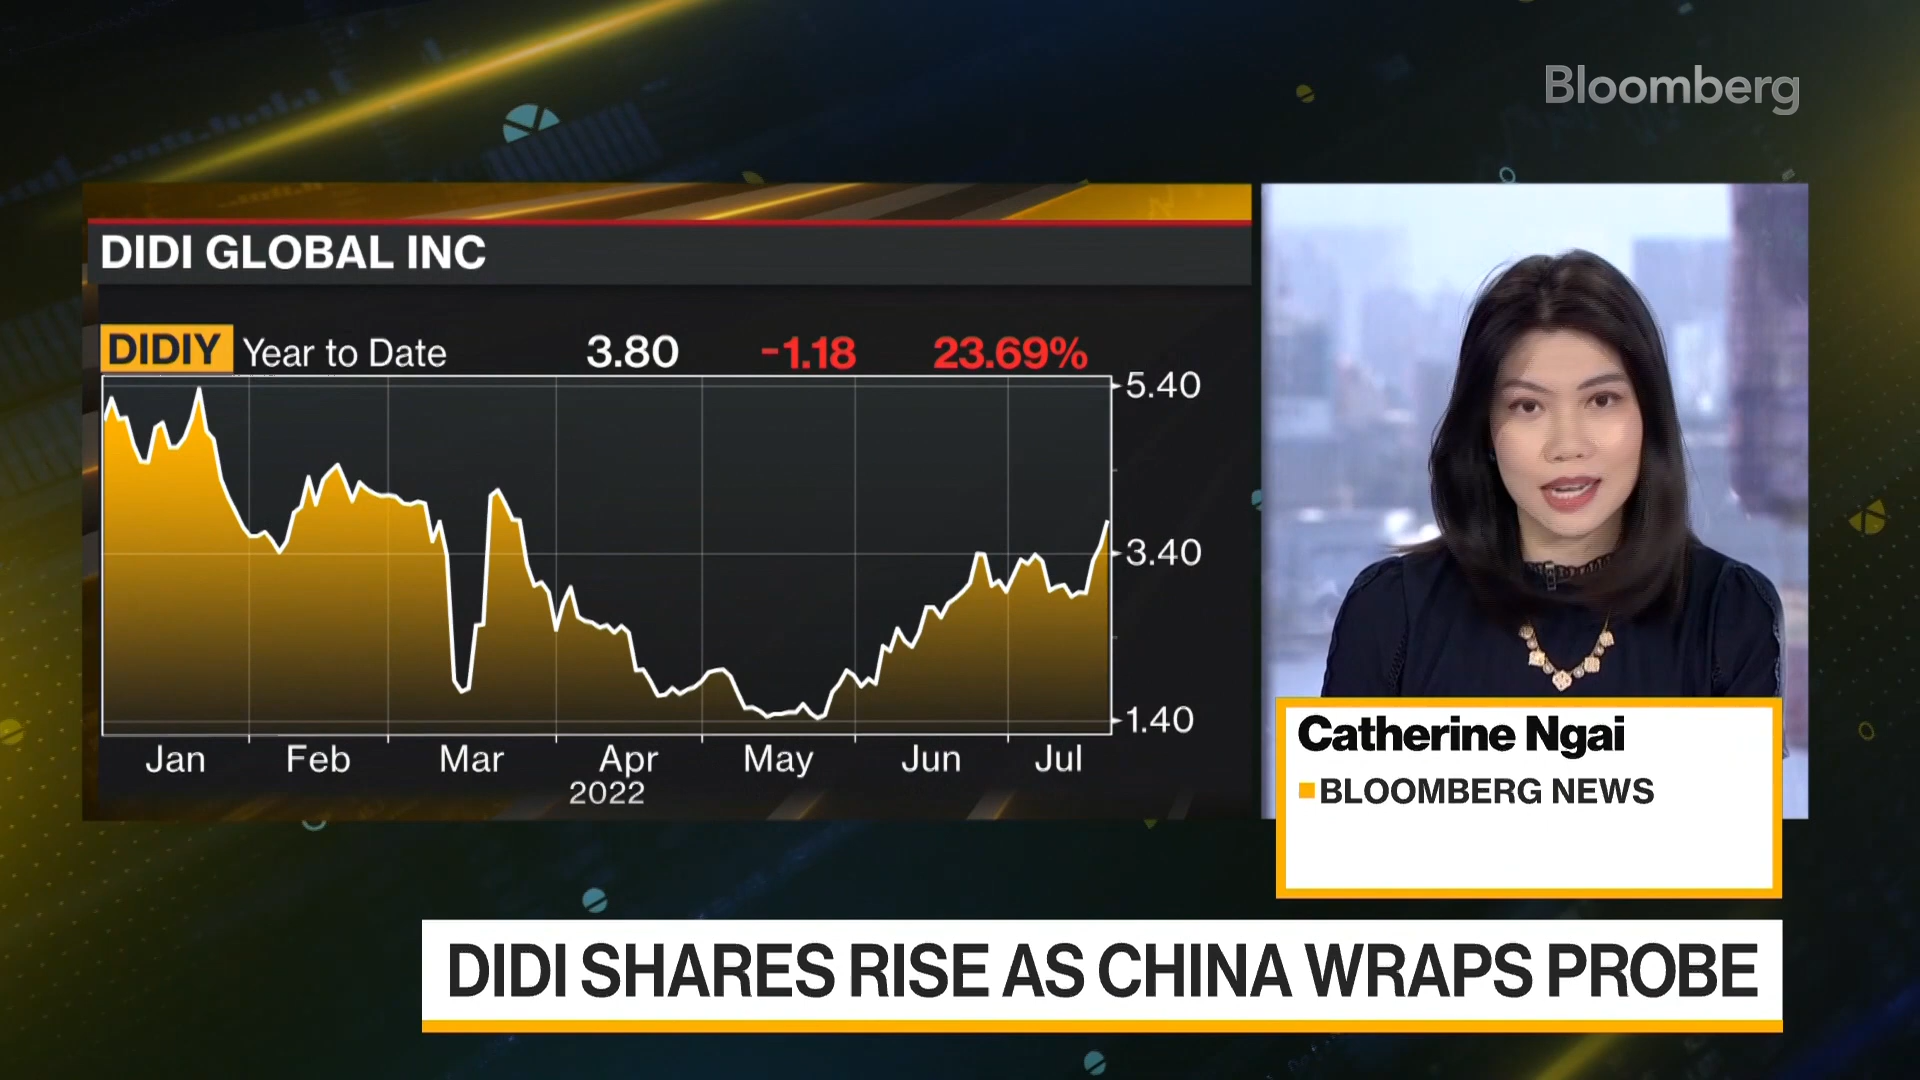 Bloomberg
DIDI GLOBAL INC
DIDIY Year to Date 3.80 -1.18 23.69%
5.40
3.40
1.40
Jan Feb Mar Apr May Jun Jul
2022
Catherine Ngai
BLOOMBERG NEWS
DIDI SHARES RISE AS CHINA WRAPS PROBE